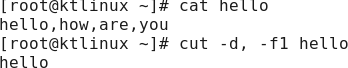 [root@ktlinux ~]# cat hello
hello,how,are,you
[root@ktlinux ~]# cut -d, -f1 hello
hello